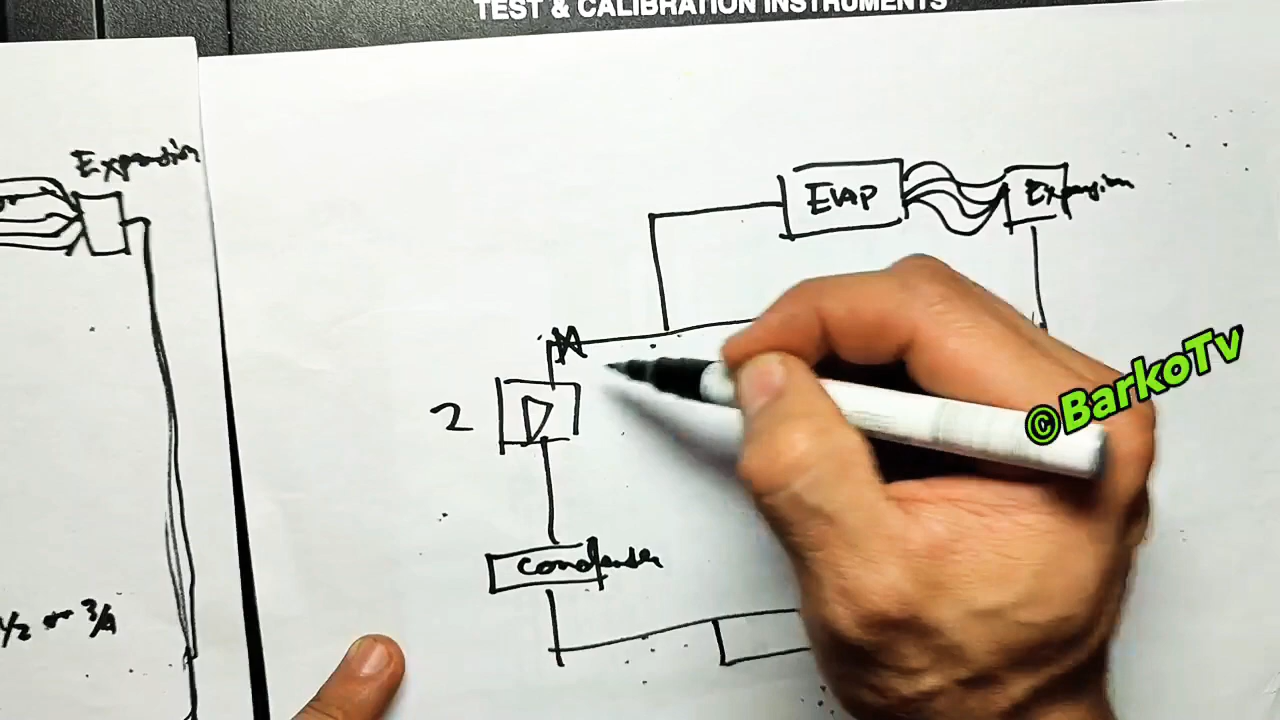 TEST & CALIBRATION INSTRUMENTS
Expansion
1/2 or 3/4
EVAP
Expansion
2
Condenser
©BarkoTv